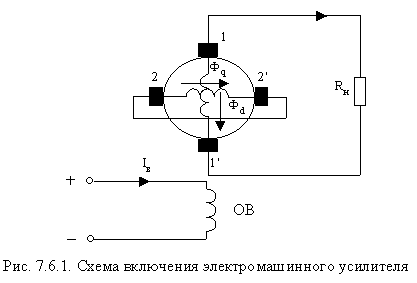 1
Φq
2
2'
Rн
Φd
1'
+
Iв
ОВ
−
Рис. 7.6.1. Схема включения электромашинного усилителя